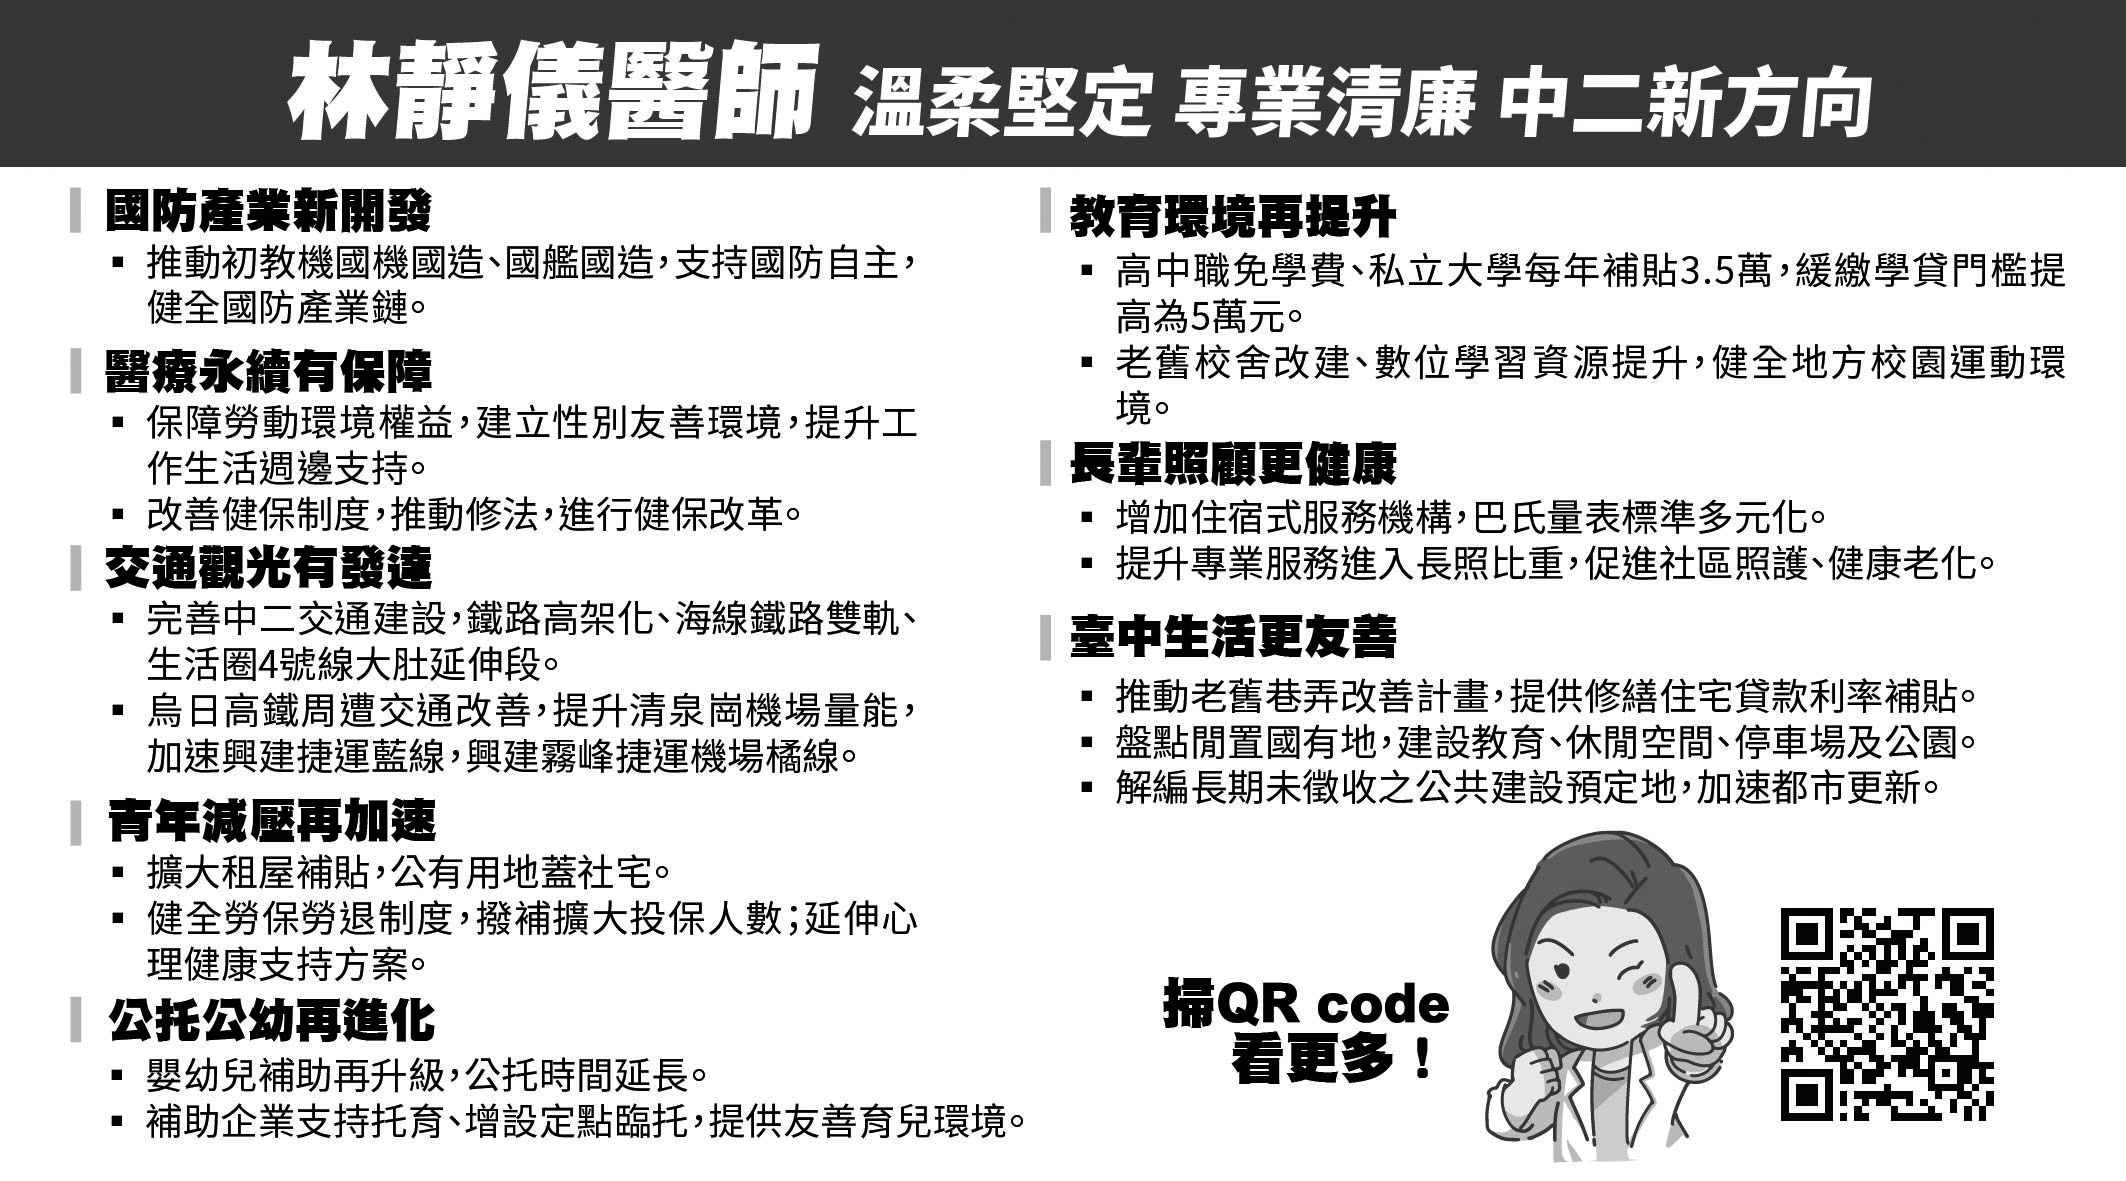 林靜儀醫師 溫柔堅定 專業清廉 中二新方向
國防產業新開發
▪ 推動初教機國機國造、國艦國造，支持國防自主，
健全國防產業鏈。
醫療永續有保障
▪ 保障勞動環境權益，建立性別友善環境，提升工
作生活週邊支持。
▪ 改善健保制度，推動修法，進行健保改革。
交通觀光有發達
▪ 完善中二交通建設，鐵路高架化、海線鐵路雙軌、
生活圈4號線大肚延伸段。
▪ 烏日高鐵周遭交通改善，提升清泉崗機場量能，
加速興建捷運藍線，興建霧峰捷運機場橘線。
青年減壓再加速
▪ 擴大租屋補貼，公有用地蓋社宅。
▪ 健全勞保勞退制度，撥補擴大投保人數；延伸心
理健康支持方案。
公托公幼再進化
▪ 嬰幼兒補助再升級，公托時間延長。
▪ 補助企業支持托育、增設定點臨托，提供友善育兒環境。
教育環境再提升
▪ 高中職免學費、私立大學每年補貼3.5萬，緩繳學貸門檻提
高為5萬元。
▪ 老舊校舍改建、數位學習資源提升，健全地方校園運動環
境。
長輩照顧更健康
▪ 增加住宿式服務機構，巴氏量表標準多元化。
▪ 提升專業服務進入長照比重，促進社區照護、健康老化。
臺中生活更友善
▪ 推動老舊巷弄改善計畫，提供修繕住宅貸款利率補貼。
▪ 盤點閒置國有地，建設教育、休閒空間、停車場及公園。
▪ 解編長期未徵收之公共建設預定地，加速都市更新。
掃QR code
看更多！